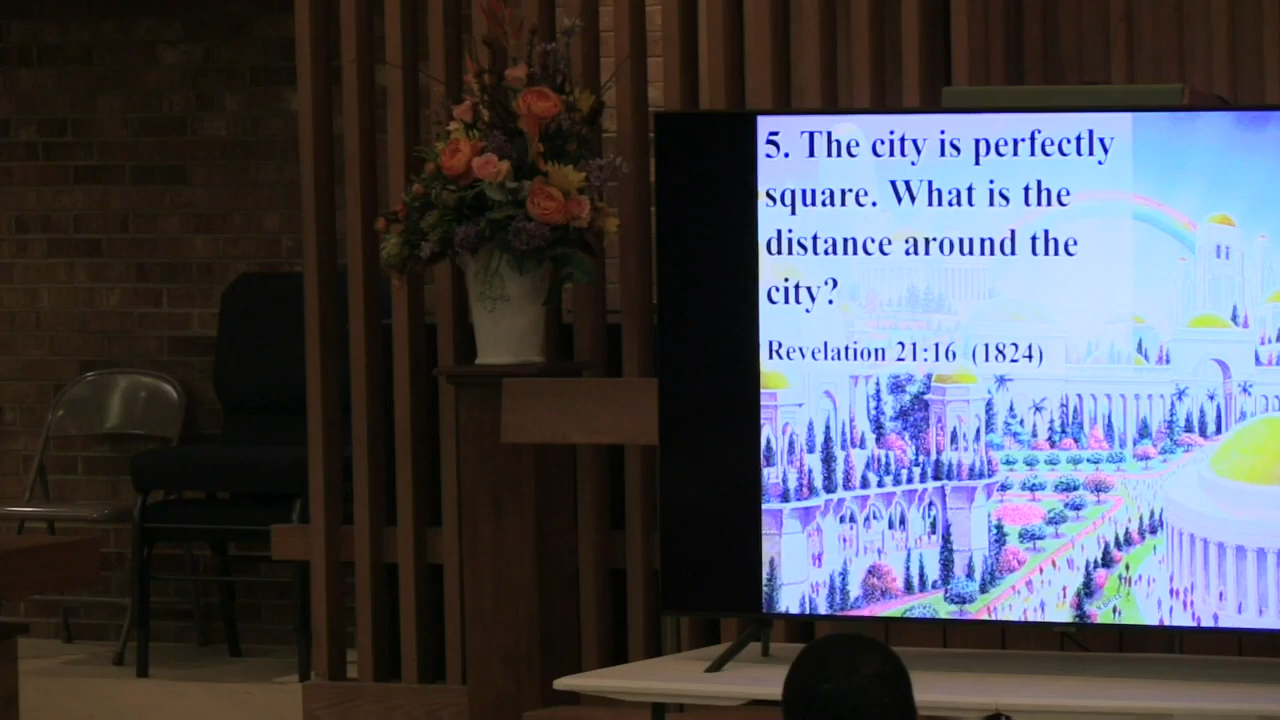 5. The city is perfectly
square. What is the
distance around the
city?
Revelation 21:16 (1824)